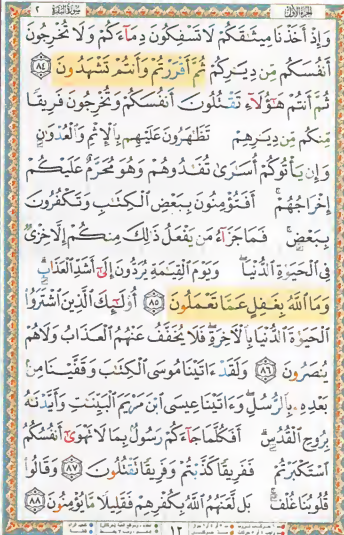 الجزء الأول سورة البقرة ٢
وَإِذْ أَخَذْنَا مِيثَٰقَكُمْ لَا تَسْفِكُونَ دِمَآءَكُمْ وَلَا تُخْرِجُونَ
أَنفُسَكُم مِّن دِيَٰرِكُمْ ثُمَّ أَقْرَرْتُمْ وَأَنتُمْ تَشْهَدُونَ ٨٤
ثُمَّ أَنتُمْ هَٰٓؤُلَآءِ تَقْتُلُونَ أَنفُسَكُمْ وَتُخْرِجُونَ فَرِيقًا
مِّنكُم مِّن دِيَٰرِهِمْ تَظَٰهَرُونَ عَلَيْهِم بِٱلْإِثْمِ وَٱلْعُدْوَٰنِ
وَإِن يَأْتُوكُمْ أُسَٰرَىٰ تُفَٰدُوهُمْ وَهُوَ مُحَرَّمٌ عَلَيْكُمْ
إِخْرَاجُهُمْ ۚ أَفَتُؤْمِنُونَ بِبَعْضِ ٱلْكِتَٰبِ وَتَكْفُرُونَ
بِبَعْضٍ ۚ فَمَا جَزَآءُ مَن يَفْعَلُ ذَٰلِكَ مِنكُمْ إِلَّا خِزْىٌ
فِى ٱلْحَيَوٰةِ ٱلدُّنْيَا ۖ وَيَوْمَ ٱلْقِيَٰمَةِ يُرَدُّونَ إِلَىٰٓ أَشَدِّ ٱلْعَذَابِ ۗ
وَمَا ٱللَّهُ بِغَٰفِلٍ عَمَّا تَعْمَلُونَ ٨٥ أُو۟لَٰٓئِكَ ٱلَّذِينَ ٱشْتَرَوُا۟
ٱلْحَيَوٰةَ ٱلدُّنْيَا بِٱلْـَٔاخِرَةِ ۖ فَلَا يُخَفَّفُ عَنْهُمُ ٱلْعَذَابُ وَلَا هُمْ
يُنصَرُونَ ٨٦ وَلَقَدْ ءَاتَيْنَا مُوسَى ٱلْكِتَٰبَ وَقَفَّيْنَا مِنۢ
بَعْدِهِۦ بِٱلرُّسُلِ ۖ وَءَاتَيْنَا عِيسَى ٱبْنَ مَرْيَمَ ٱلْبَيِّنَٰتِ وَأَيَّدْنَٰهُ
بِرُوحِ ٱلْقُدُسِ ۗ أَفَكُلَّمَا جَآءَكُمْ رَسُولٌۢ بِمَا لَا تَهْوَىٰٓ أَنفُسُكُمُ
ٱسْتَكْبَرْتُمْ فَفَرِيقًا كَذَّبْتُمْ وَفَرِيقًا تَقْتُلُونَ ٨٧ وَقَالُوا۟
قُلُوبُنَا غُلْفٌۢ ۚ بَل لَّعَنَهُمُ ٱللَّهُ بِكُفْرِهِمْ فَقَلِيلًا مَّا يُؤْمِنُونَ ٨٨
١٣